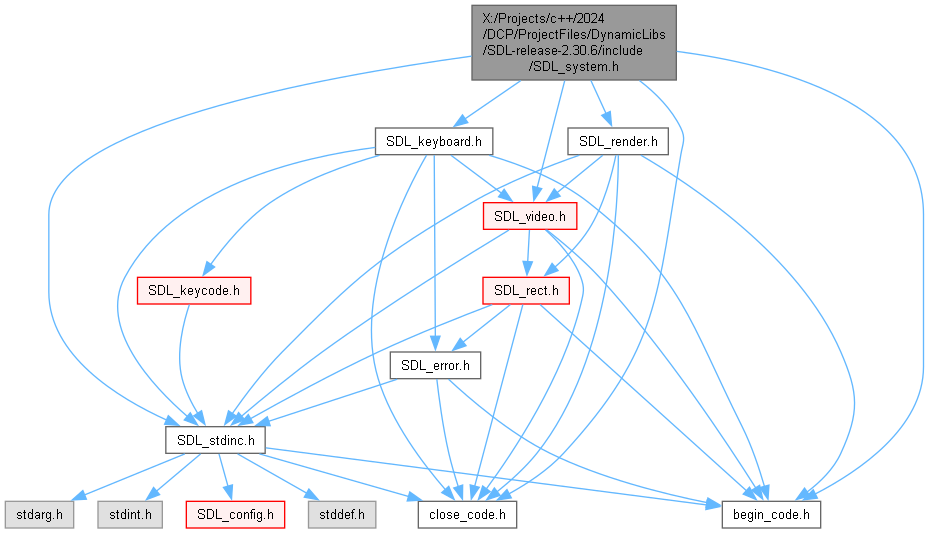 X:/Projects/c++/2024
/DCP/ProjectFiles/DynamicLibs
/SDL-release-2.30.6/include
/SDL_system.h
SDL_keyboard.h
SDL_render.h
SDL_video.h
SDL_keycode.h
SDL_rect.h
SDL_error.h
SDL_stdinc.h
stdarg.h
stdint.h
SDL_config.h
stddef.h
close_code.h
begin_code.h